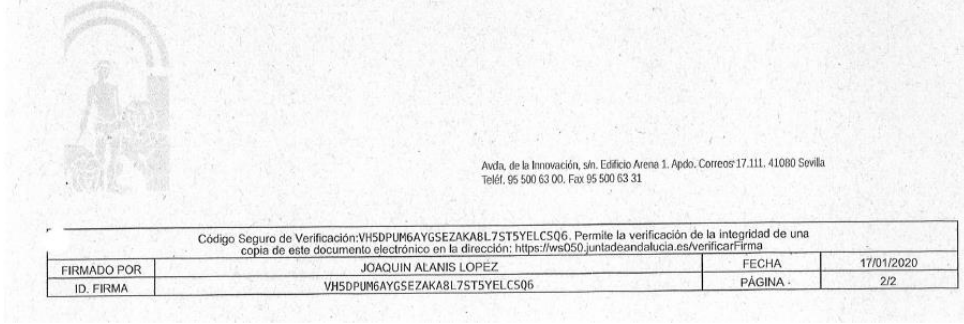 Avda. de la Innovación, s/n. Edificio Arena 1. Apdo. Correos 17.111. 41080 Sevilla
Teléf. 95 500 63 00. Fax 95 500 63 31
Código Seguro de Verificación:VH5DPUM6AYGSEZAKABL7ST5YELCSQ6. Permite la verificación de la integridad de una
copia de este documento electrónico en la dirección: https://ws050.juntadeandalucia.es/verificarFirma
FIRMADO POR JOAQUIN ALANIS LOPEZ FECHA 17/01/2020
ID. FIRMA VH5DPUM6AYGSEZAKABL7ST5YELCSQ6 PÁGINA 2/2